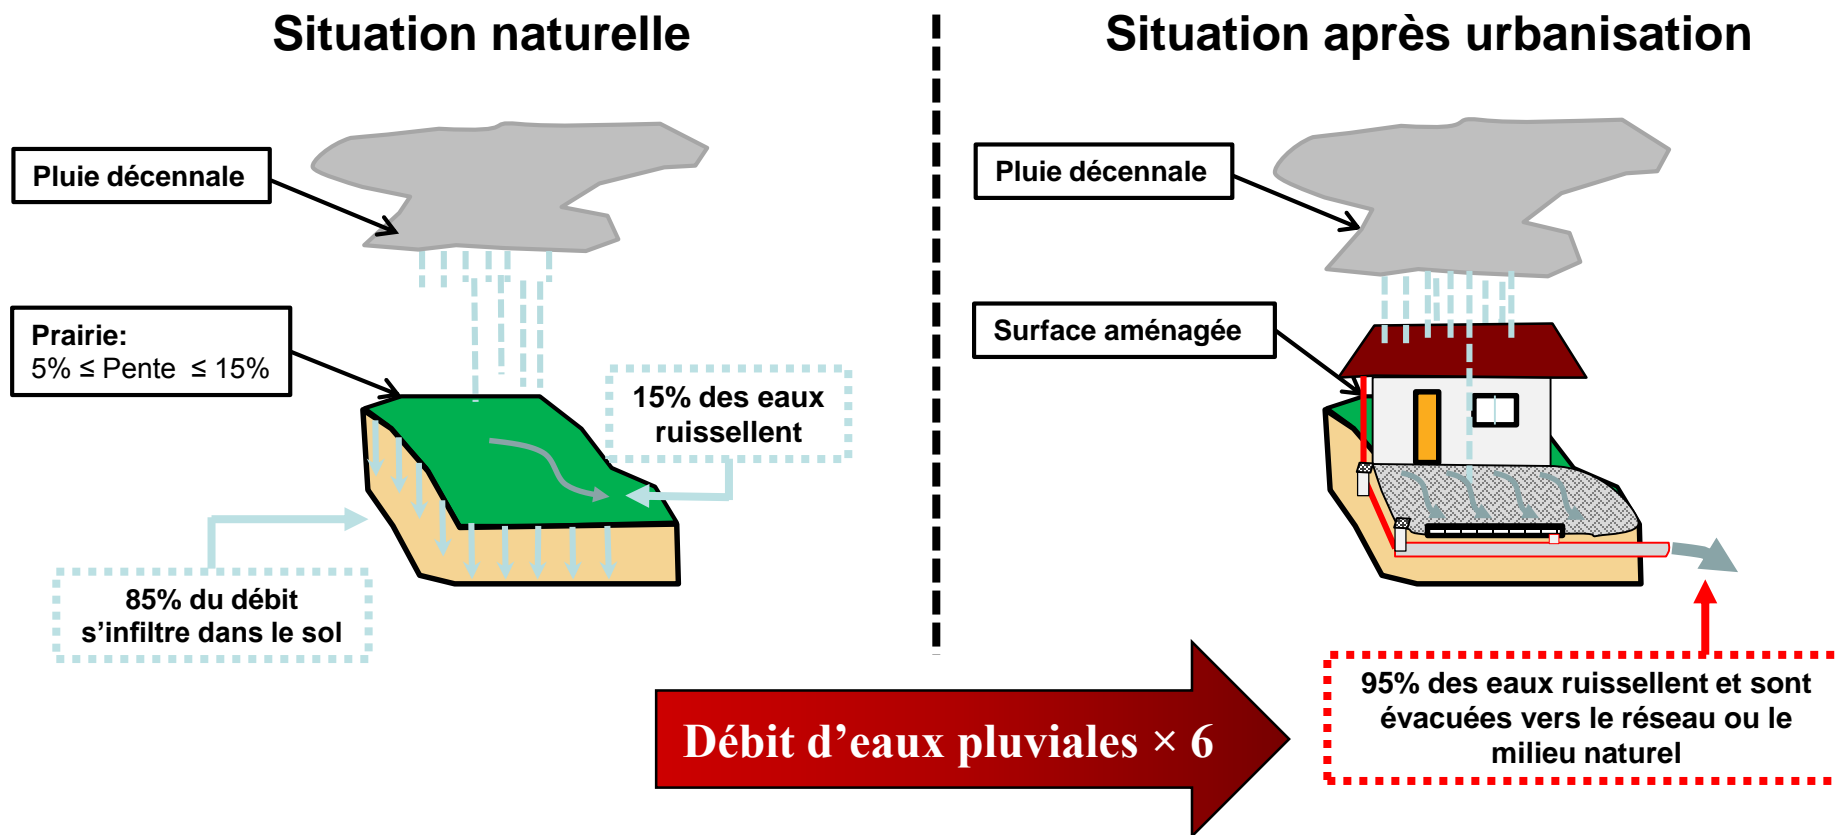 Situation naturelle
Situation après urbanisation
Pluie décennale
Pluie décennale
Prairie:
5% ≤ Pente ≤ 15%
Surface aménagée
15% des eaux
ruissellent
85% du débit
s’infiltre dans le sol
Débit d’eaux pluviales × 6
95% des eaux ruissellent et sont
évacuées vers le réseau ou le
milieu naturel